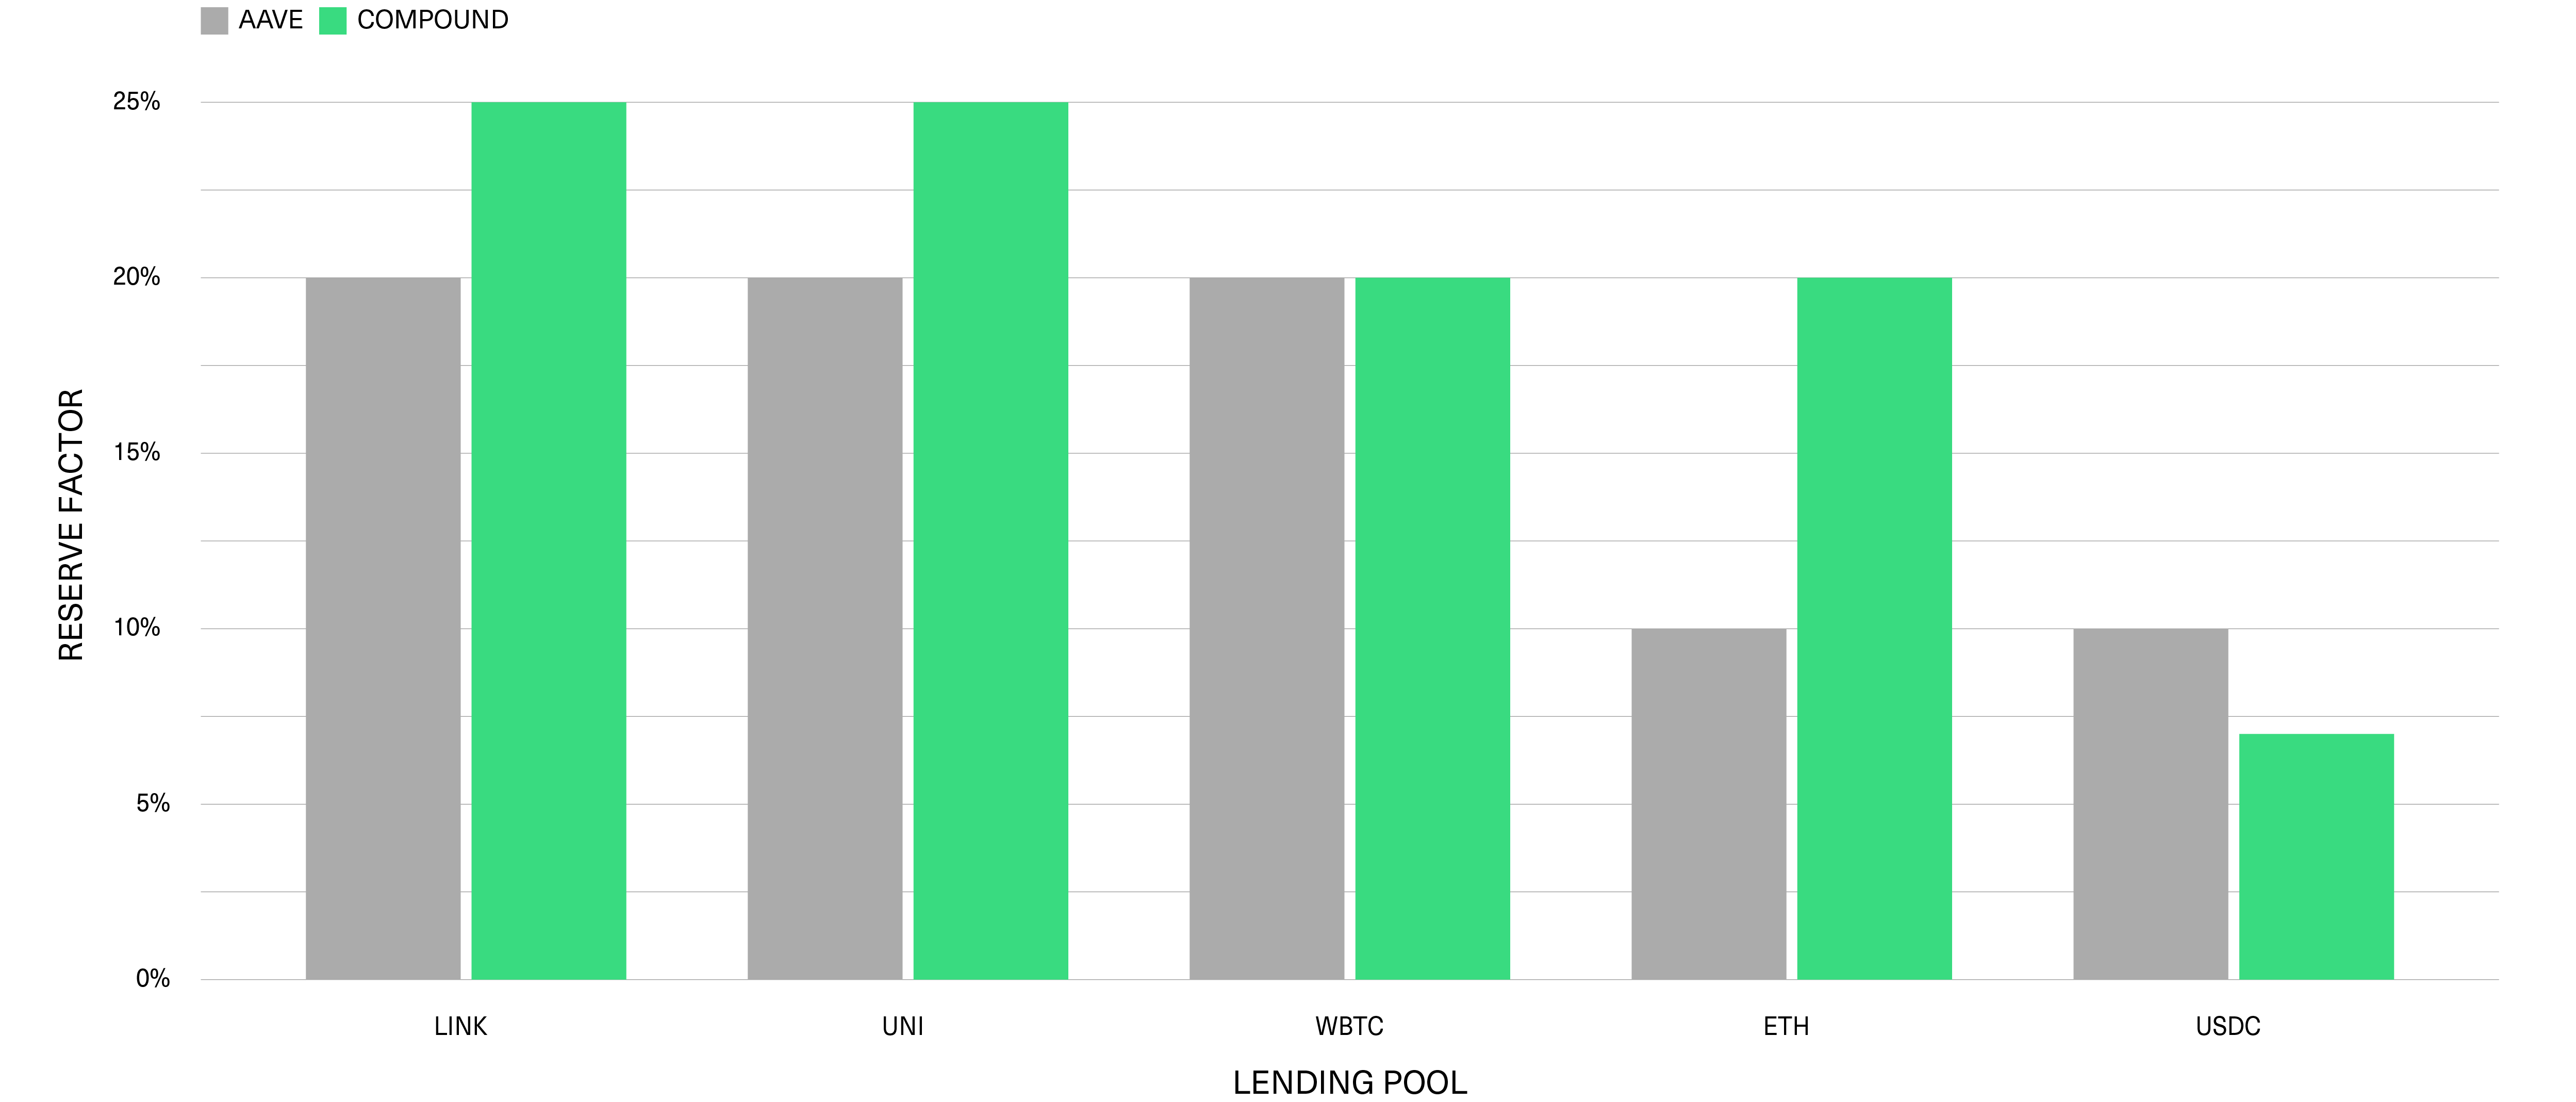 AAVE COMPOUND
25%
20%
15%
10%
5%
0%
RESERVE FACTOR
LINK UNI WBTC ETH USDC
LENDING POOL